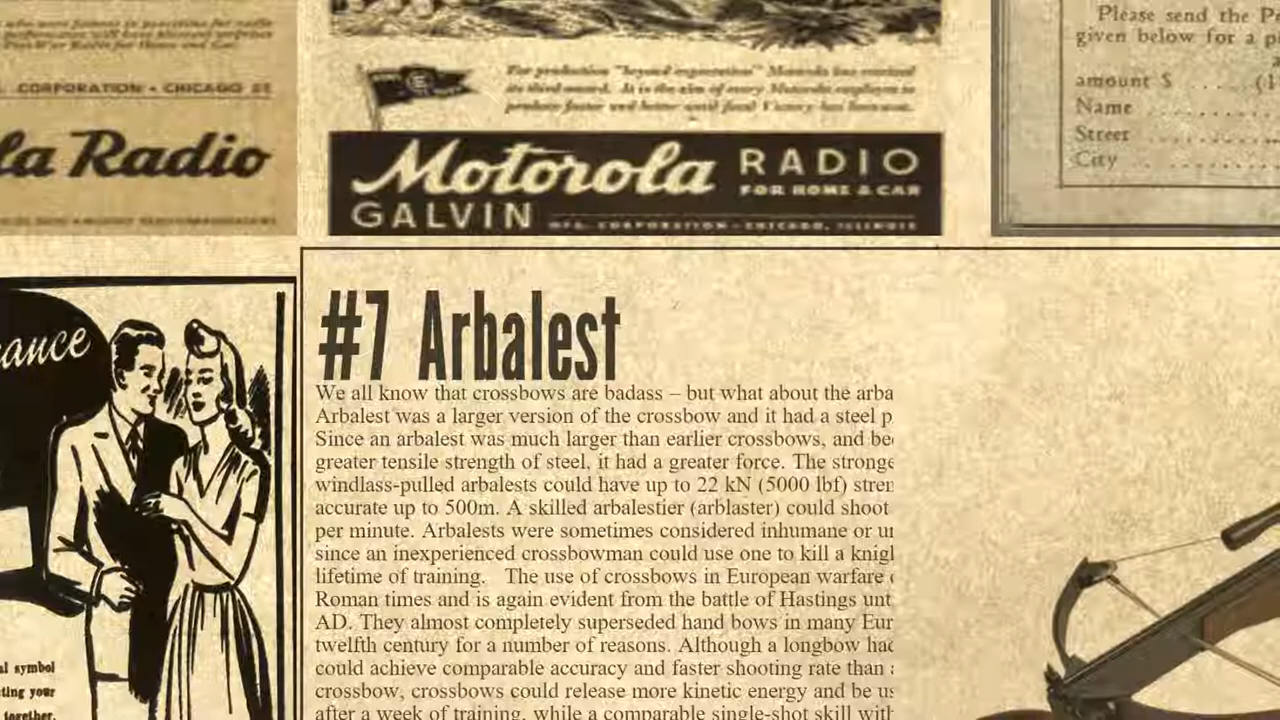 CORPORATION • CHICAGO
la Radio
For production "beyond expectation" Motorola has received
its third award. It is the aim of every Motorola employee to
produce faster and better until final Victory has been won.
Motorola RADIO
FOR HOME & CAR
GALVIN MFG. CORPORATION • CHICAGO, ILLINOIS
Please send the P
given below for a p
amount $ ..... (1
Name
Street
City
ance
al symbol
cting your
together.
#7 Arbalest
We all know that crossbows are badass – but what about the arba
Arbalest was a larger version of the crossbow and it had a steel p
Since an arbalest was much larger than earlier crossbows, and bec
greater tensile strength of steel, it had a greater force. The stronge
windlass-pulled arbalests could have up to 22 kN (5000 lbf) stren
accurate up to 500m. A skilled arbalestier (arblaster) could shoot
per minute. Arbalests were sometimes considered inhumane or un
since an inexperienced crossbowman could use one to kill a knigh
lifetime of training.   The use of crossbows in European warfare
Roman times and is again evident from the battle of Hastings unt
AD. They almost completely superseded hand bows in many Eur
twelfth century for a number of reasons. Although a longbow had
could achieve comparable accuracy and faster shooting rate than
crossbow, crossbows could release more kinetic energy and be us
after a week of training, while a comparable single-shot skill with